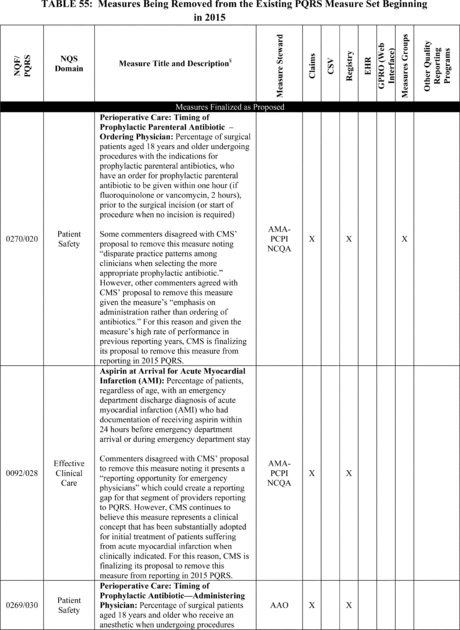 TABLE 55:  Measures Being Removed from the Existing PQRS Measure Set Beginning
in 2015
NQF/
PQRS
NQS
Domain
Measure Title and Description§
Measure Steward
Claims
CSV
Registry
EHR
GPRO (Web
Interface)
Measures Groups
Other Quality
Reporting
Programs
Measures Finalized as Proposed
0270/020
Patient
Safety
Perioperative Care: Timing of
Prophylactic Parenteral Antibiotic –
Ordering Physician: Percentage of surgical
patients aged 18 years and older undergoing
procedures with the indications for
prophylactic parenteral antibiotics, who
have an order for prophylactic parenteral
antibiotic to be given within one hour (if
fluoroquinolone or vancomycin, 2 hours),
prior to the surgical incision (or start of
procedure when no incision is required)
Some commenters disagreed with CMS’
proposal to remove this measure noting
“disparate practice patterns among
clinicians when selecting the more
appropriate prophylactic antibiotic.”
However, other commenters agreed with
CMS’ proposal to remove this measure
given the measure’s “emphasis on
administration rather than ordering of
antibiotics.” For this reason and given the
measure’s high rate of performance in
previous reporting years, CMS is finalizing
its proposal to remove this measure from
reporting in 2015 PQRS.
AMA-
PCPI
NCQA
X
X
X
0092/028
Effective
Clinical
Care
Aspirin at Arrival for Acute Myocardial
Infarction (AMI): Percentage of patients,
regardless of age, with an emergency
department discharge diagnosis of acute
myocardial infarction (AMI) who had
documentation of receiving aspirin within
24 hours before emergency department
arrival or during emergency department stay
Commenters disagreed with CMS’ proposal
to remove this measure noting it presents a
“reporting opportunity for emergency
physicians” which could create a reporting
gap for that segment of providers reporting
to PQRS. However, CMS continues to
believe this measure represents a clinical
concept that has been substantially adopted
for initial treatment of patients suffering
from acute myocardial infarction when
clinically indicated. For this reason, CMS is
finalizing its proposal to remove this
measure from reporting in 2015 PQRS.
AMA-
PCPI
NCQA
X
X
0269/030
Patient
Safety
Perioperative Care: Timing of
Prophylactic Antibiotic—Administering
Physician: Percentage of surgical patients
aged 18 years and older who receive an
anesthetic when undergoing procedures
AAO
X
X